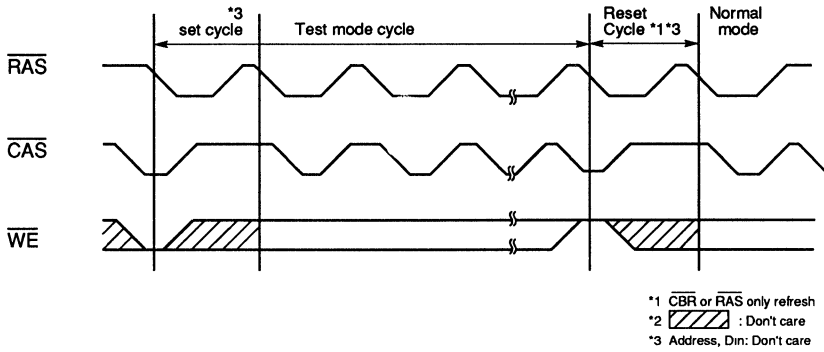 *3
set cycle
Test mode cycle
Reset
Cycle *1*3
Normal
mode
RAS
CAS
WE
*1 CBR or RAS only refresh
*2 : Don't care
*3 Address, Din: Don't care